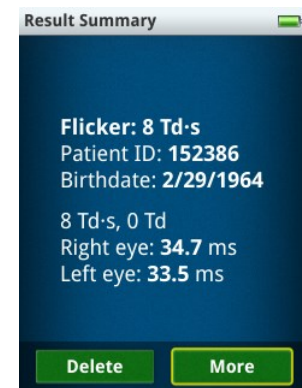 Result Summary
Flicker: 8 Td·s
Patient ID: 152386
Birthdate: 2/29/1964
8 Td·s, 0 Td
Right eye: 34.7 ms
Left eye: 33.5 ms
Delete More